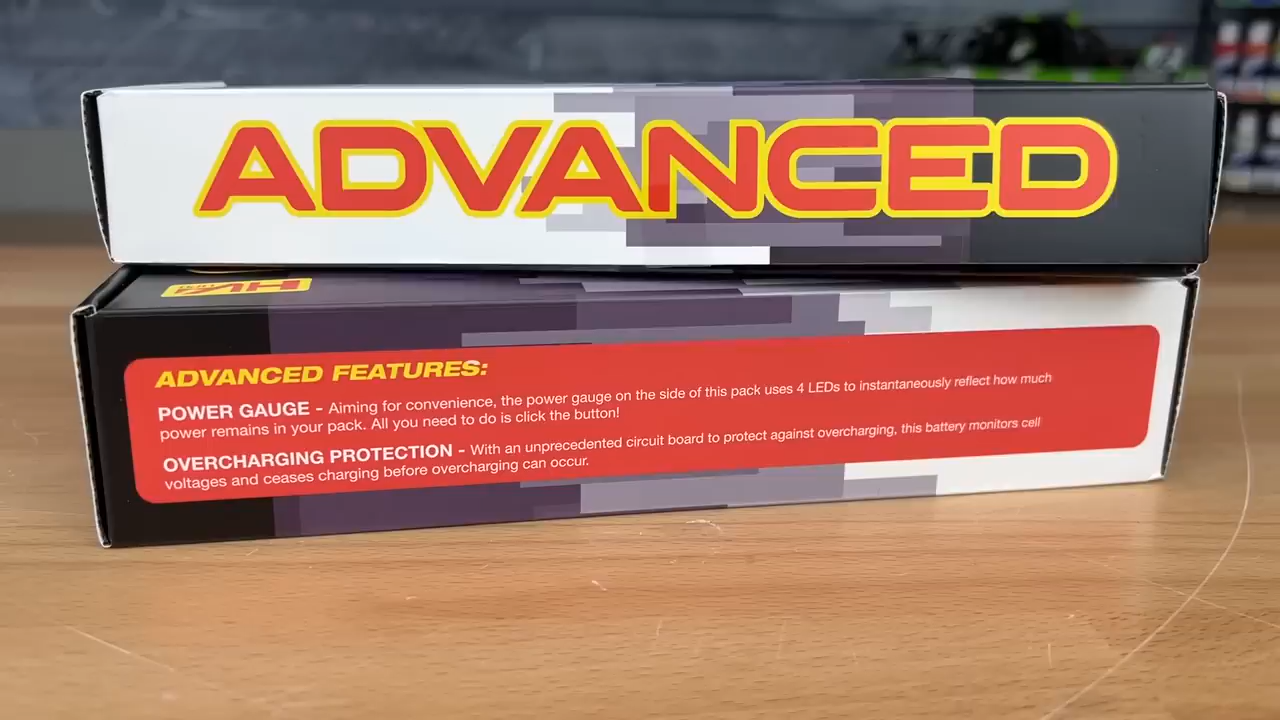 ADVANCED
ADVANCED FEATURES:
POWER GAUGE - Aiming for convenience, the power gauge on the side of this pack uses 4 LEDs to instantaneously reflect how much
power remains in your pack. All you need to do is click the button!
OVERCHARGING PROTECTION - With an unprecedented circuit board to protect against overcharging, this battery monitors cell
voltages and ceases charging before overcharging can occur.